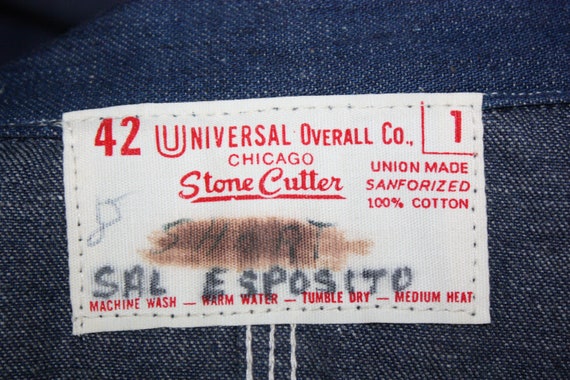 42 UNIVERSAL OVERALL CO., 1
CHICAGO
Stone Cutter
UNION MADE
SANFORIZED
100% COTTON
SHORT
SAL ESPOSITO
MACHINE WASH — WARM WATER — TUMBLE DRY — MEDIUM HEAT